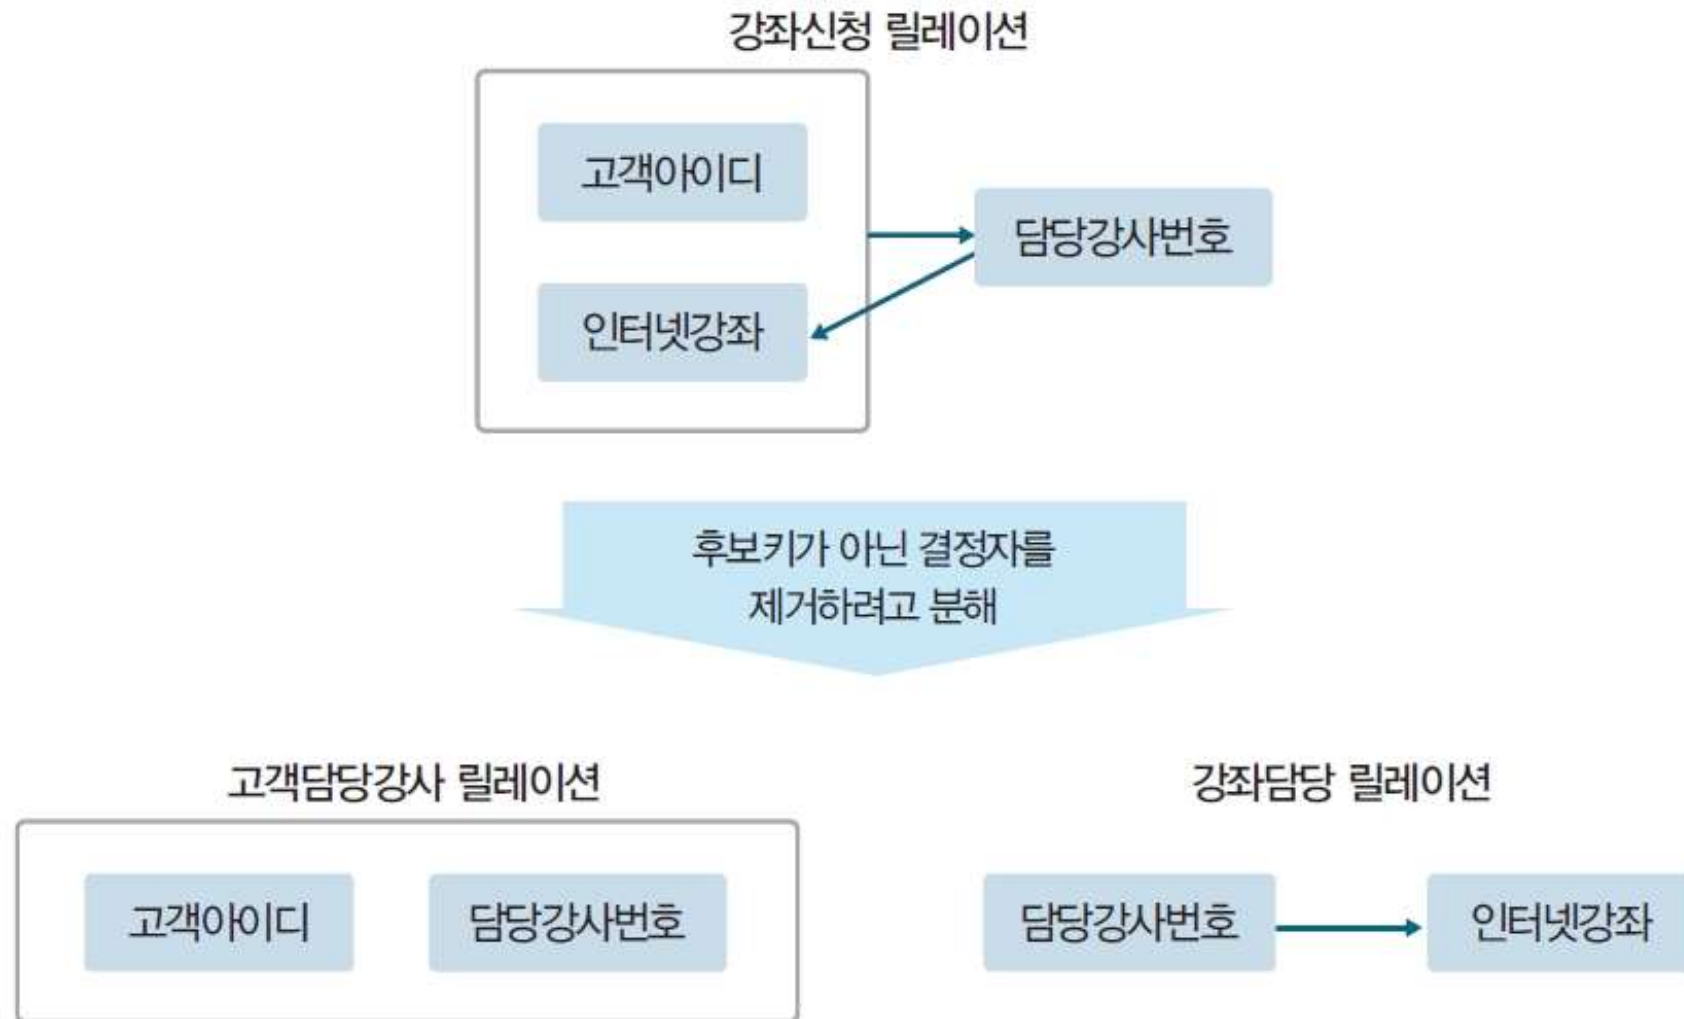 강좌신청 릴레이션
고객아이디
담당강사번호
인터넷강좌
후보키가 아닌 결정자를
제거하려고 분해
고객담당강사 릴레이션
강좌담당 릴레이션
고객아이디
담당강사번호
담당강사번호
인터넷강좌